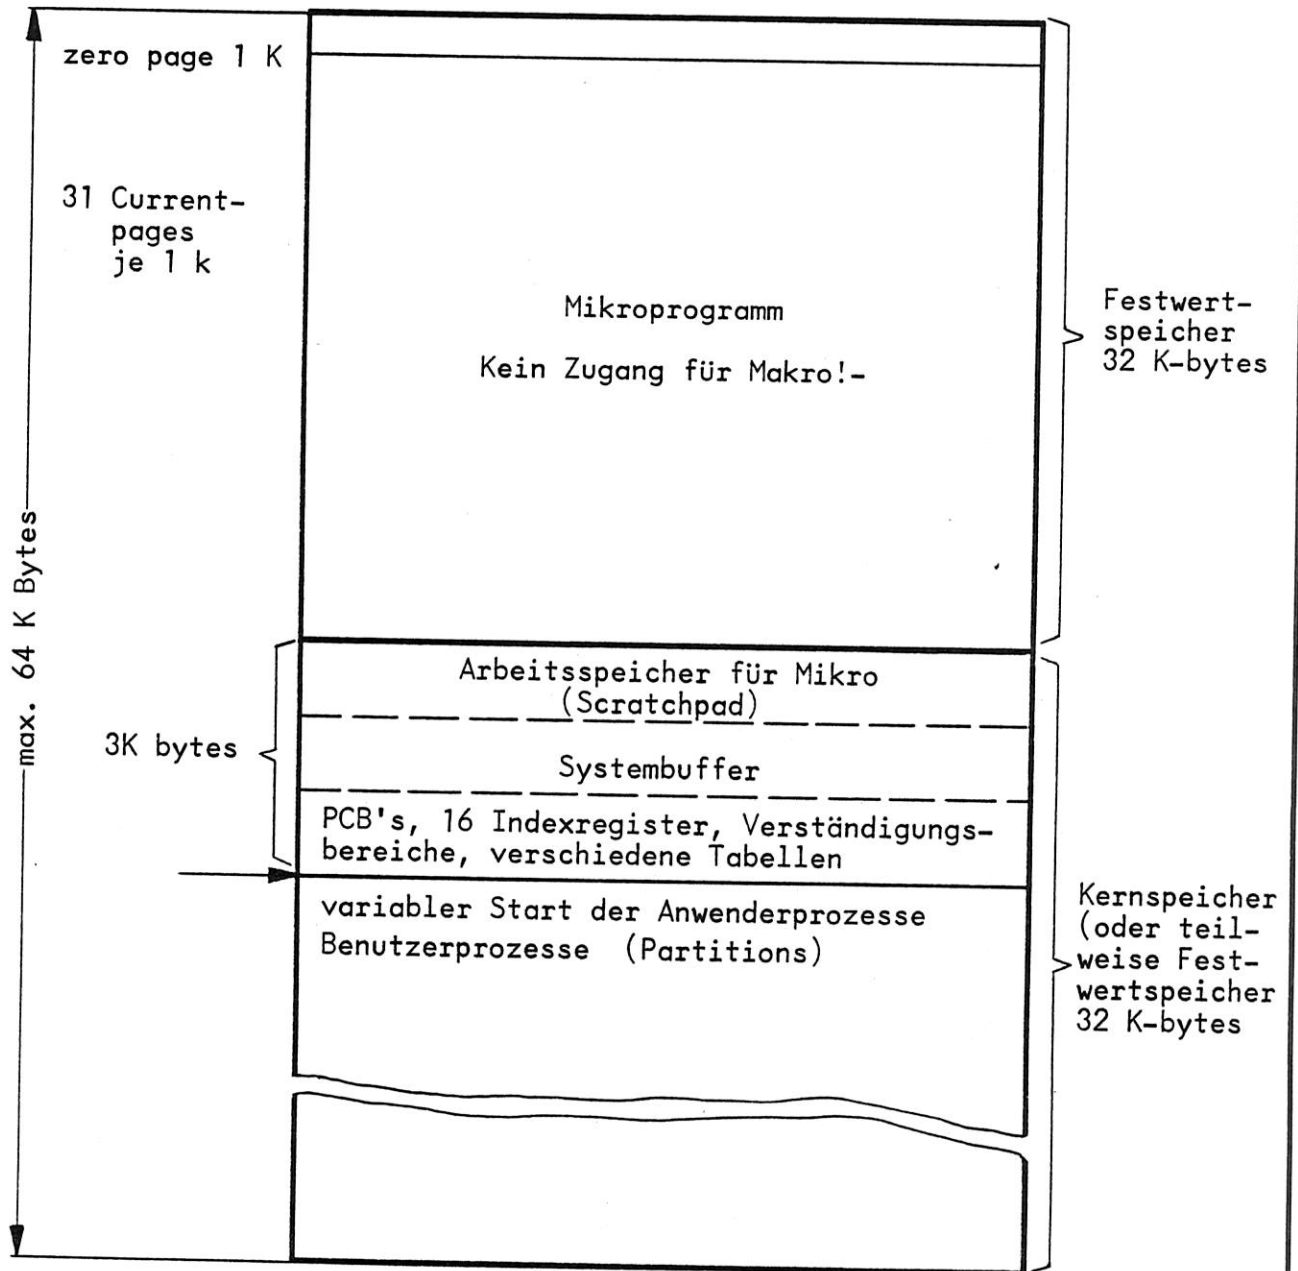 zero page 1 K
31 Current-
pages
je 1 k
Mikroprogramm
Kein Zugang für Makro!-
Festwert-
speicher
32 K-bytes
max. 64 K Bytes
Arbeitsspeicher für Mikro
(Scratchpad)
3K bytes
Systembuffer
PCB's, 16 Indexregister, Verständigungs-
bereiche, verschiedene Tabellen
variabler Start der Anwenderprozesse
Benutzerprozesse (Partitions)
Kernspeicher
(oder teil-
weise Fest-
wertspeicher
32 K-bytes